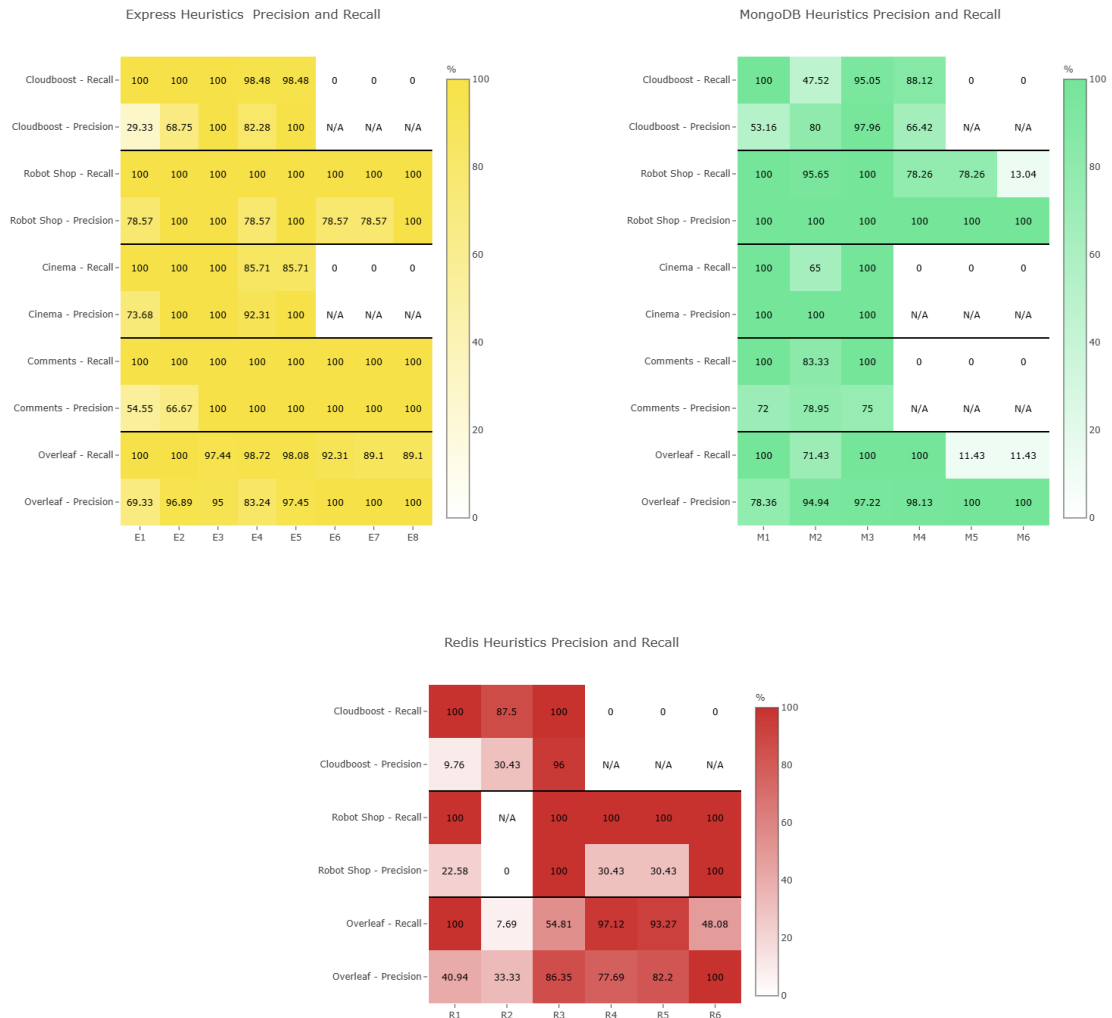 Express Heuristics  Precision and Recall
%
Cloudboost - Recall 100 100 100 98.48 98.48 0 0 0 100
Cloudboost - Precision 29.33 68.75 100 82.28 100 N/A N/A N/A
80
Robot Shop - Recall 100 100 100 100 100 100 100 100
Robot Shop - Precision 78.57 100 100 78.57 100 78.57 78.57 100
60
Cinema - Recall 100 100 100 85.71 85.71 0 0 0
Cinema - Precision 73.68 100 100 92.31 100 N/A N/A N/A
40
Comments - Recall 100 100 100 100 100 100 100 100
Comments - Precision 54.55 66.67 100 100 100 100 100 100
20
Overleaf - Recall 100 100 97.44 98.72 98.08 92.31 89.1 89.1
Overleaf - Precision 69.33 96.89 95 83.24 97.45 100 100 100
0
E1 E2 E3 E4 E5 E6 E7 E8
MongoDB Heuristics Precision and Recall
%
Cloudboost - Recall 100 47.52 95.05 88.12 0 0 100
Cloudboost - Precision 53.16 80 97.96 66.42 N/A N/A
80
Robot Shop - Recall 100 95.65 100 78.26 78.26 13.04
Robot Shop - Precision 100 100 100 100 100 100
60
Cinema - Recall 100 65 100 0 0 0
Cinema - Precision 100 100 100 N/A N/A N/A
40
Comments - Recall 100 83.33 100 0 0 0
Comments - Precision 72 78.95 75 N/A N/A N/A
20
Overleaf - Recall 100 71.43 100 100 11.43 11.43
Overleaf - Precision 78.36 94.94 97.22 98.13 100 100
0
M1 M2 M3 M4 M5 M6
Redis Heuristics Precision and Recall
%
Cloudboost - Recall 100 87.5 100 0 0 0 100
Cloudboost - Precision 9.76 30.43 96 N/A N/A N/A
80
Robot Shop - Recall 100 N/A 100 100 100 100
60
Robot Shop - Precision 22.58 0 100 30.43 30.43 100
40
Overleaf - Recall 100 7.69 54.81 97.12 93.27 48.08
20
Overleaf - Precision 40.94 33.33 86.35 77.69 82.2 100
0
R1 R2 R3 R4 R5 R6